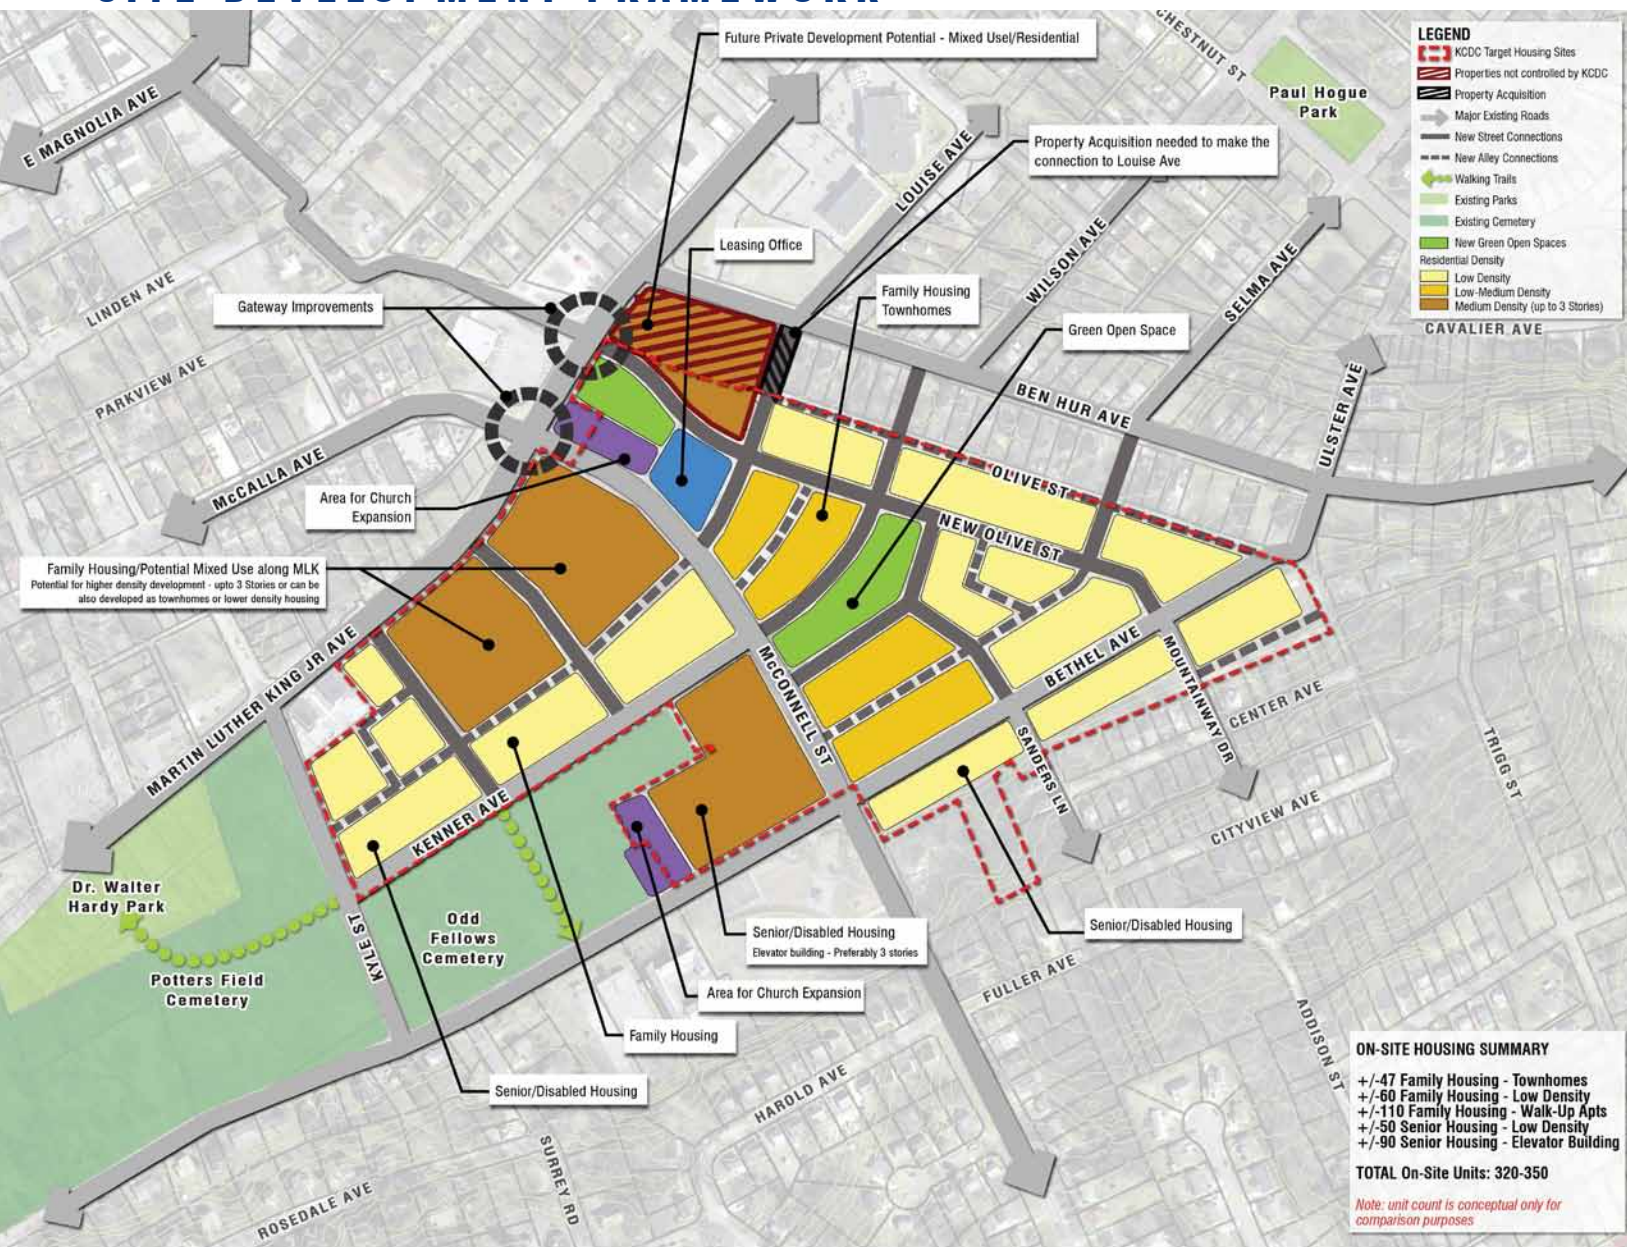 SITE DEVELOPMENT FRAMEWORK
Future Private Development Potential - Mixed Usel/Residential
CHESTNUT ST
LEGEND
KCDC Target Housing Sites
Properties not controlled by KCDC
Property Acquisition
Major Existing Roads
New Street Connections
New Alley Connections
Walking Trails
Existing Parks
Existing Cemetery
New Green Open Spaces
Residential Density
Low Density
Low-Medium Density
Medium Density (up to 3 Stories)
Paul Hogue
Park
E MAGNOLIA AVE
LOUISE AVE
Property Acquisition needed to make the
connection to Louise Ave
WILSON AVE
SELMA AVE
Leasing Office
LINDEN AVE
Gateway Improvements
Family Housing
Townhomes
Green Open Space
CAVALIER AVE
PARKVIEW AVE
BEN HUR AVE
ULSTER AVE
McCALLA AVE
Area for Church
Expansion
OLIVE ST
NEW OLIVE ST
Family Housing/Potential Mixed Use along MLK
Potential for higher density development - upto 3 Stories or can be
also developed as townhomes or lower density housing
MARTIN LUTHER KING JR AVE
McCONNELL ST
BETHEL AVE
MOUNTAINWAY DR
CENTER AVE
SANDERS LN
TRIGG ST
KENNER AVE
CITYVIEW AVE
Dr. Walter
Hardy Park
KYLE ST
Odd
Fellows
Cemetery
Potters Field
Cemetery
Senior/Disabled Housing
Elevator building - Preferably 3 stories
Senior/Disabled Housing
FULLER AVE
Area for Church Expansion
Family Housing
ADDISON ST
Senior/Disabled Housing
HAROLD AVE
SURREY RD
ROSEDALE AVE
ON-SITE HOUSING SUMMARY
+/-47 Family Housing - Townhomes
+/-60 Family Housing - Low Density
+/-110 Family Housing - Walk-Up Apts
+/-50 Senior Housing - Low Density
+/-90 Senior Housing - Elevator Building
TOTAL On-Site Units: 320-350
Note: unit count is conceptual only for
comparison purposes